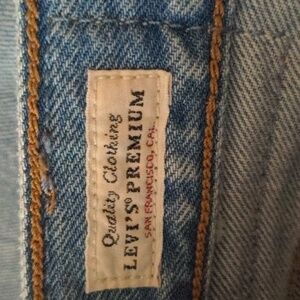 Quality Clothing
LEVI'S® PREMIUM
SAN FRANCISCO, CAL.